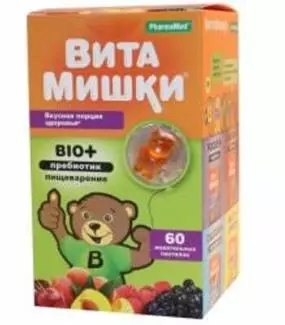 PharmaMed®
ВИТА
МИШКИ®
Вкусная порция
здоровья®
BIO+
пребиотик
пищеварение
B
60
жевательных
пастилок